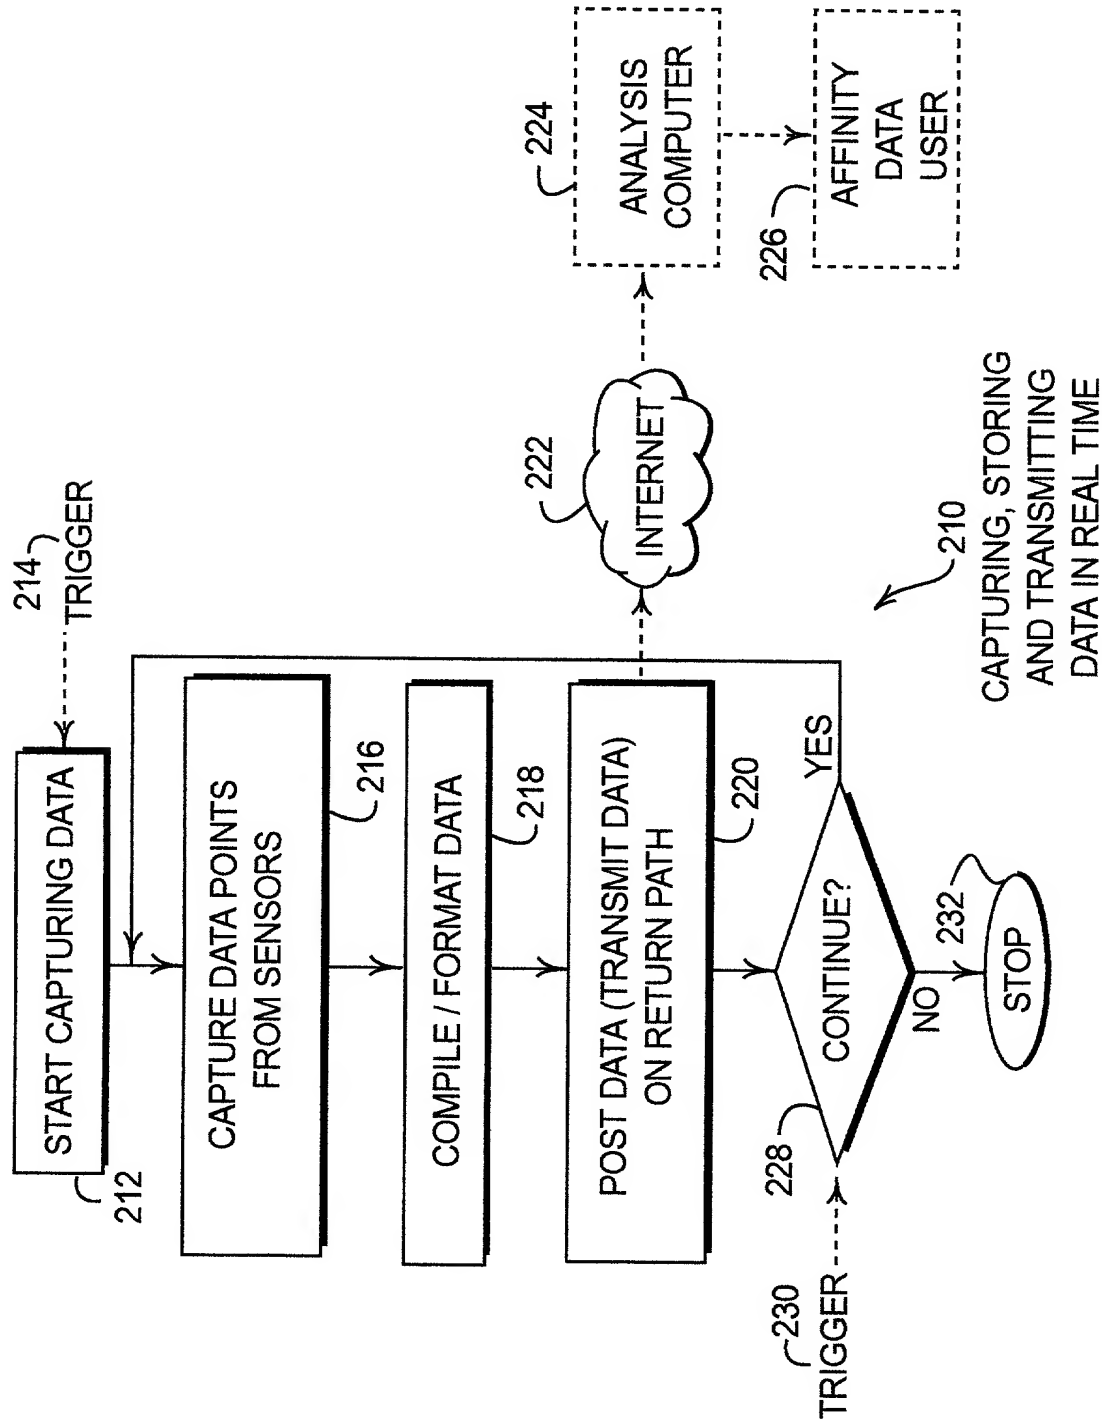 214
TRIGGER
START CAPTURING DATA
212
CAPTURE DATA POINTS
FROM SENSORS
216
COMPILE / FORMAT DATA
218
POST DATA (TRANSMIT DATA)
ON RETURN PATH
220
222
INTERNET
224
ANALYSIS
COMPUTER
226
AFFINITY
DATA
USER
230
TRIGGER
228
CONTINUE?
YES
NO
232
STOP
210
CAPTURING, STORING
AND TRANSMITTING
DATA IN REAL TIME